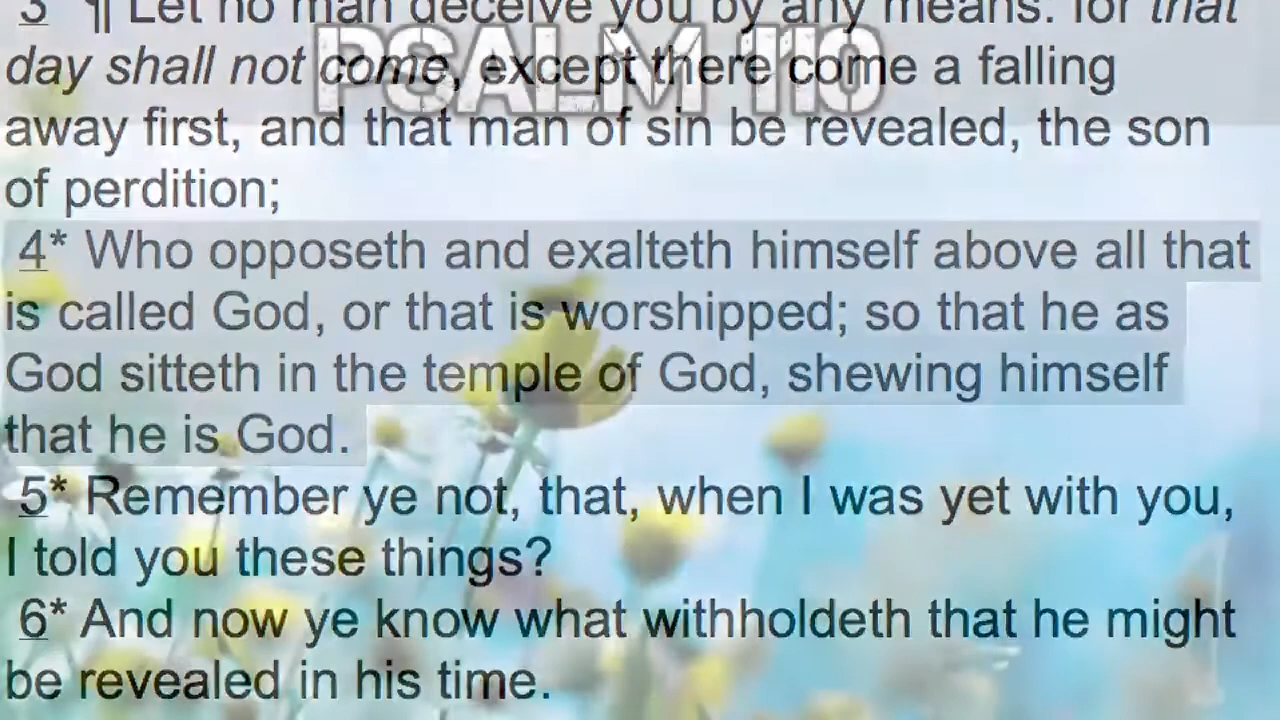 3 ¶ Let no man deceive you by any means: for that
PSALM 110
day shall not come, except there come a falling
away first, and that man of sin be revealed, the son
of perdition;
4* Who opposeth and exalteth himself above all that
is called God, or that is worshipped; so that he as
God sitteth in the temple of God, shewing himself
that he is God.
5* Remember ye not, that, when I was yet with you,
I told you these things?
6* And now ye know what withholdeth that he might
be revealed in his time.